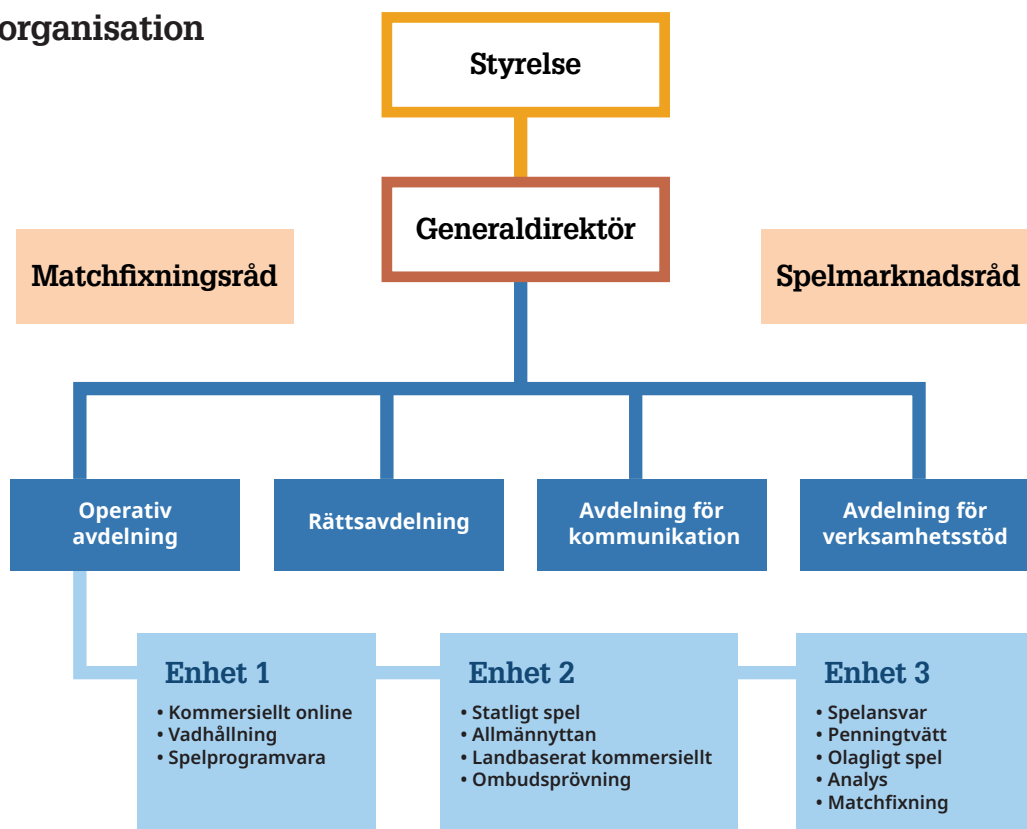 organisation
Styrelse
Generaldirektör
Matchfixningsråd
Spelmarknadsråd
Operativ
avdelning
Rättsavdelning
Avdelning för
kommunikation
Avdelning för
verksamhetsstöd
Enhet 1
• Kommersiellt online
• Vadhållning
• Spelprogramvara
Enhet 2
• Statligt spel
• Allmännyttan
• Landbaserat kommersiellt
• Ombudsprövning
Enhet 3
• Spelansvar
• Penningtvätt
• Olagligt spel
• Analys
• Matchfixning